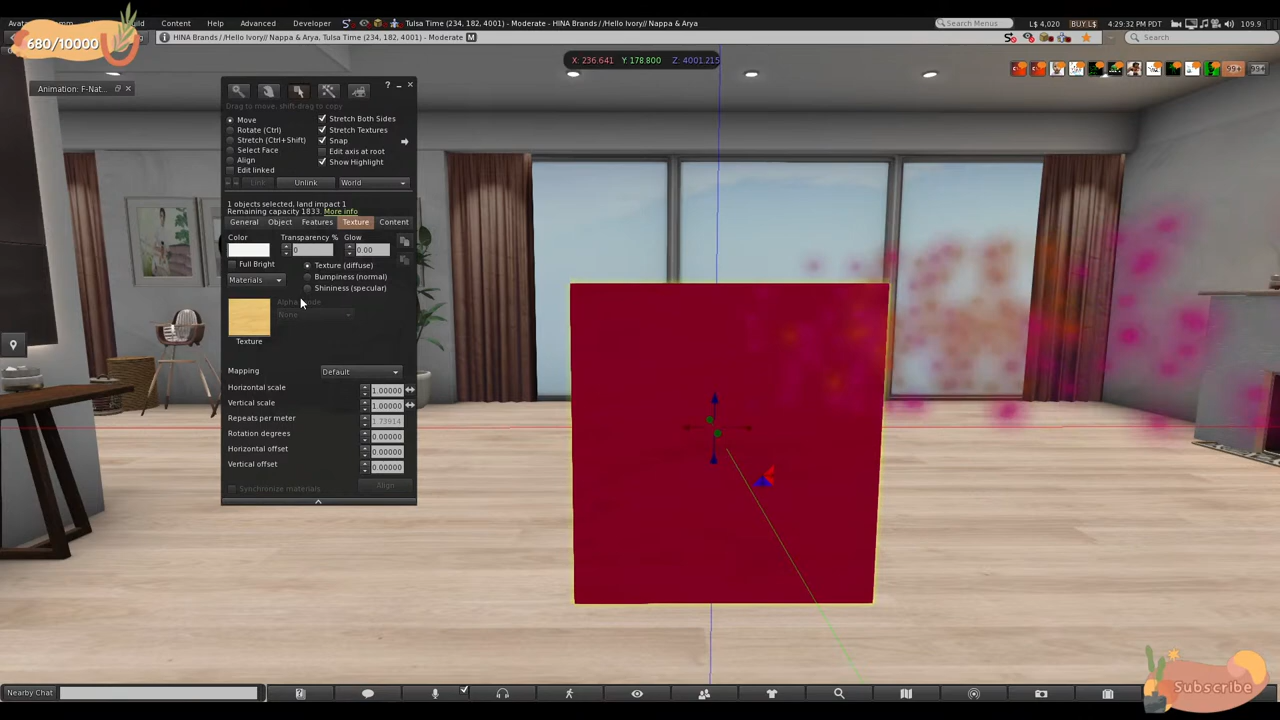 Content Help Advanced Developer Tulsa Time (234, 182, 4001) - Moderate - HINA Brands / /Hello Ivory// Nappa & Arya Search Menus L$ 4,020 BUY L$ 4:29:32 PM PDT 109.9
680/10000
HINA Brands / /Hello Ivory// Nappa & Arya, Tulsa Time (234, 182, 4001) - Moderate M Search
X: 236.641 Y: 178.800 Z: 4001.215
99+
Animation: F-Nat...
?
Drag to move, shift-drag to copy
Move Stretch Both Sides
Rotate (Ctrl) Stretch Textures
Stretch (Ctrl+Shift) Snap
Select Face Edit axis at root
Align Show Highlight
Edit linked
Link Unlink World
1 objects selected, land impact 1
Remaining capacity 1833. More info
General Object Features Texture Content
Color Transparency % Glow
0 0.00
Full Bright Texture (diffuse)
Bumpiness (normal)
Materials Shininess (specular)
None
Texture
Mapping Default
Horizontal scale 1.00000
Vertical scale 1.00000
Repeats per meter 1.73914
Rotation degrees 0.00000
Horizontal offset 0.00000
Vertical offset 0.00000
Synchronize materials Align
Subscribe
Nearby Chat